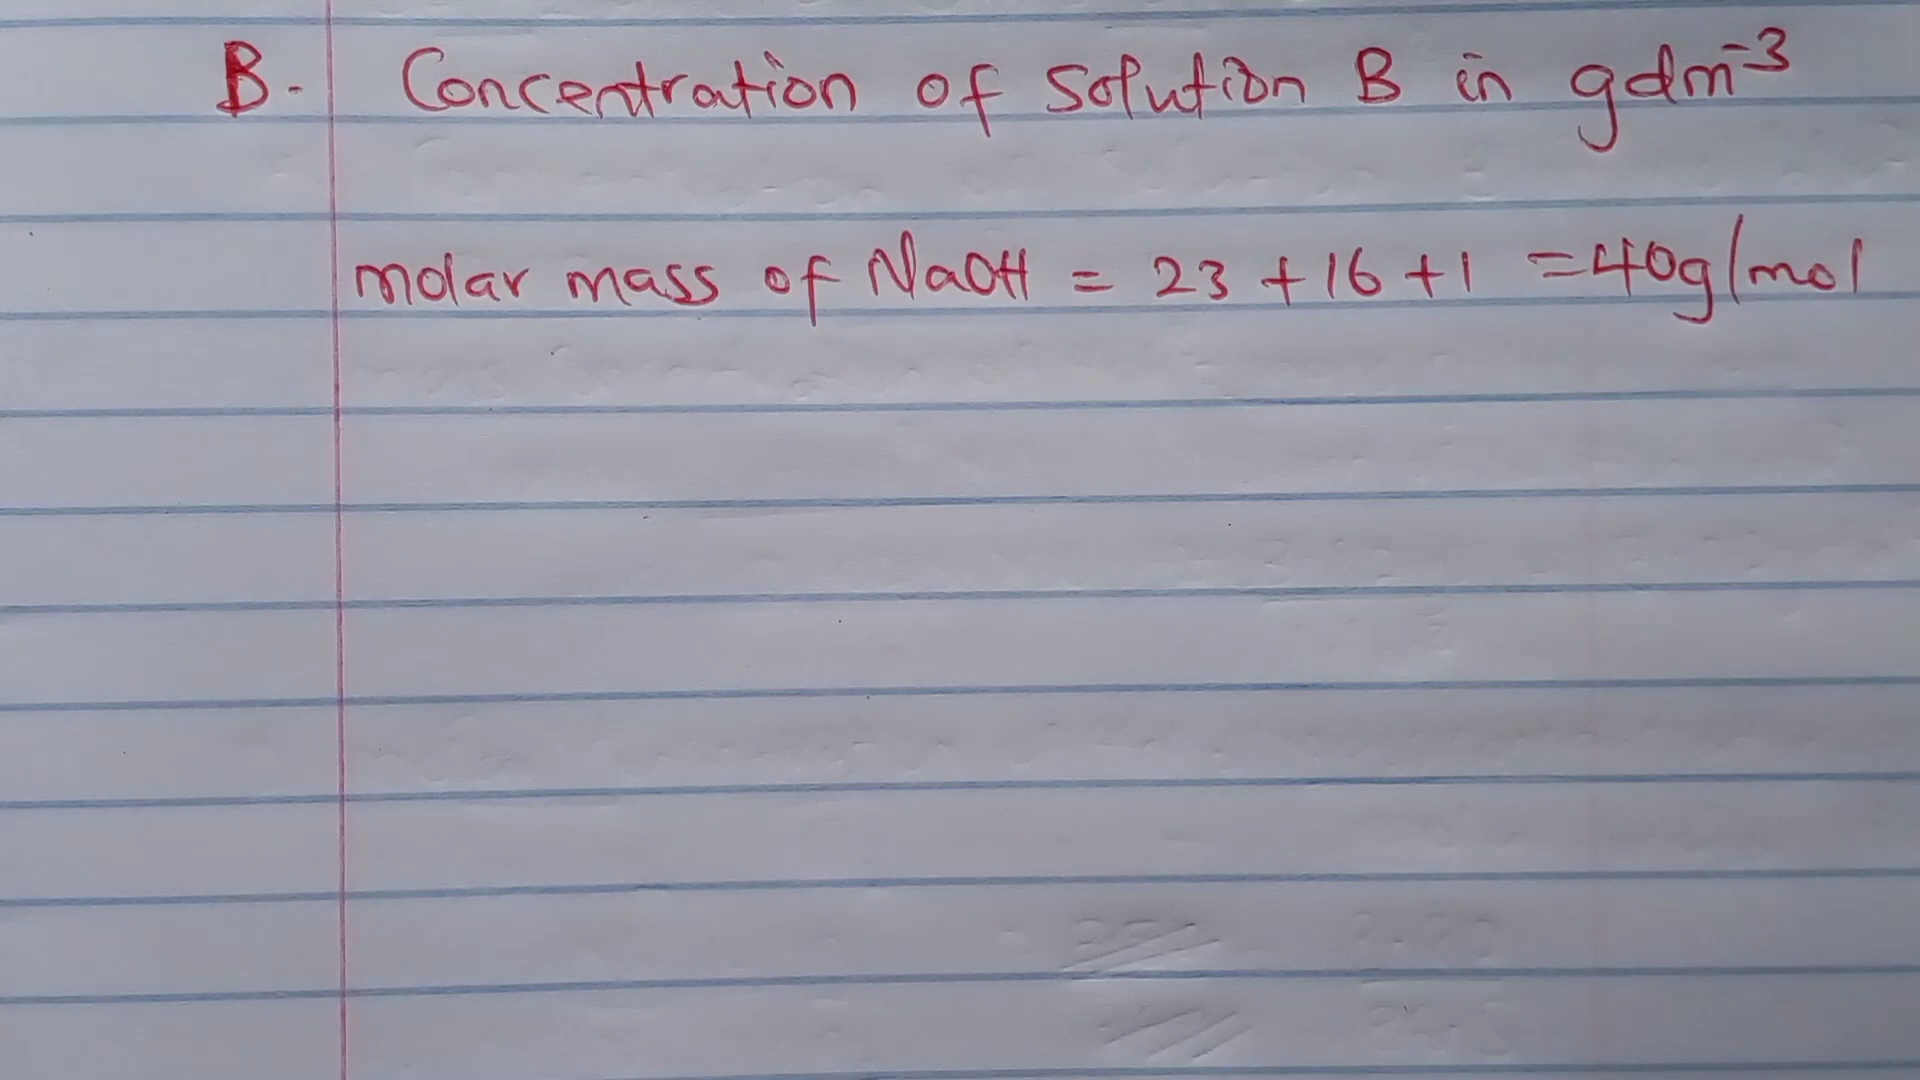 B. Concentration of Solution B in gdm⁻³
molar mass of NaOH = 23 + 16 + 1 = 40g/mol